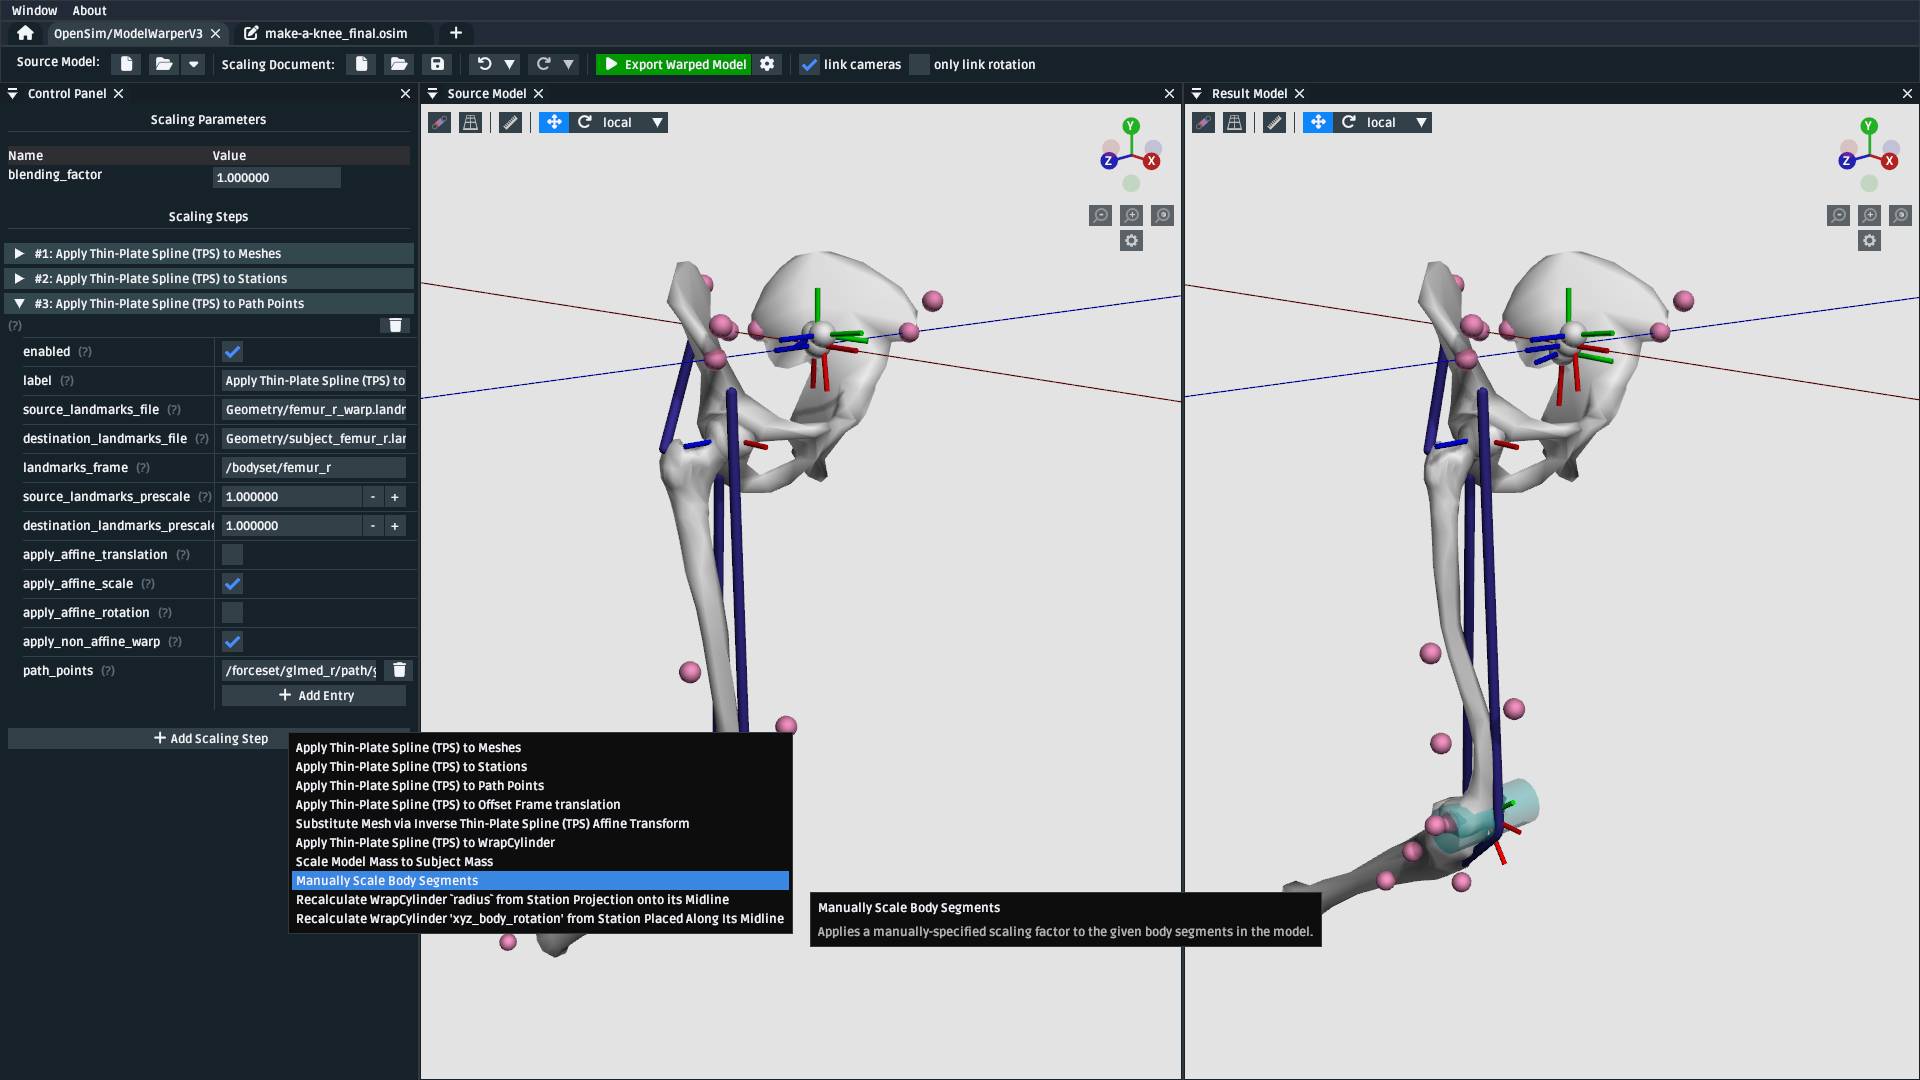 Window About
OpenSim/ModelWarperV3 make-a-knee_final.osim
Source Model: Scaling Document: Export Warped Model link cameras only link rotation
Control Panel
Scaling Parameters
Name Value
blending_factor 1.000000
Scaling Steps
#1: Apply Thin-Plate Spline (TPS) to Meshes
#2: Apply Thin-Plate Spline (TPS) to Stations
#3: Apply Thin-Plate Spline (TPS) to Path Points
(?)
enabled (?)
label (?) Apply Thin-Plate Spline (TPS) to
source_landmarks_file (?) Geometry/femur_r_warp.landr
destination_landmarks_file (?) Geometry/subject_femur_r.lar
landmarks_frame (?) /bodyset/femur_r
source_landmarks_prescale (?) 1.000000 - +
destination_landmarks_prescale 1.000000 - +
apply_affine_translation (?)
apply_affine_scale (?)
apply_affine_rotation (?)
apply_non_affine_warp (?)
path_points (?) /forceset/glmed_r/path/g
+ Add Entry
+ Add Scaling Step
Apply Thin-Plate Spline (TPS) to Meshes
Apply Thin-Plate Spline (TPS) to Stations
Apply Thin-Plate Spline (TPS) to Path Points
Apply Thin-Plate Spline (TPS) to Offset Frame translation
Substitute Mesh via Inverse Thin-Plate Spline (TPS) Affine Transform
Apply Thin-Plate Spline (TPS) to WrapCylinder
Scale Model Mass to Subject Mass
Manually Scale Body Segments
Recalculate WrapCylinder `radius` from Station Projection onto its Midline
Recalculate WrapCylinder 'xyz_body_rotation' from Station Placed Along Its Midline
Manually Scale Body Segments
Applies a manually-specified scaling factor to the given body segments in the model.
Source Model
local
Y
Z X
Result Model
local
Y
Z X